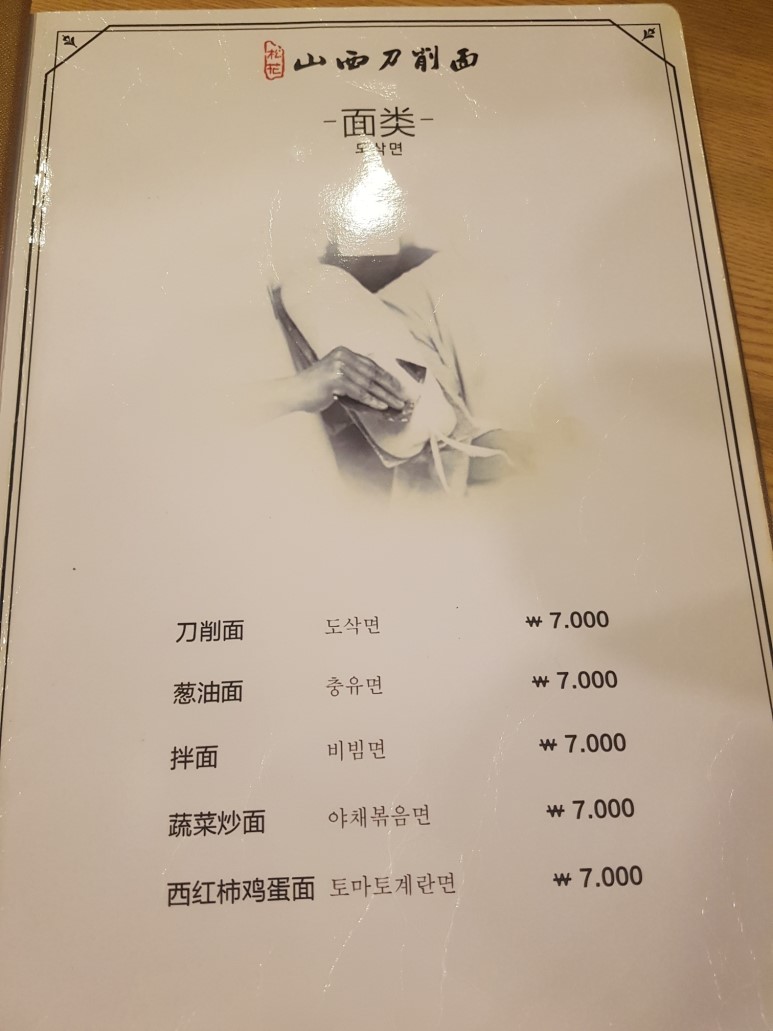 松花 山西刀削面
-面类-
도삭면
刀削面 도삭면 ₩ 7.000
葱油面 충유면 ₩ 7.000
拌面 비빔면 ₩ 7.000
蔬菜炒面 야채볶음면 ₩ 7.000
西红柿鸡蛋面 토마토계란면 ₩ 7.000